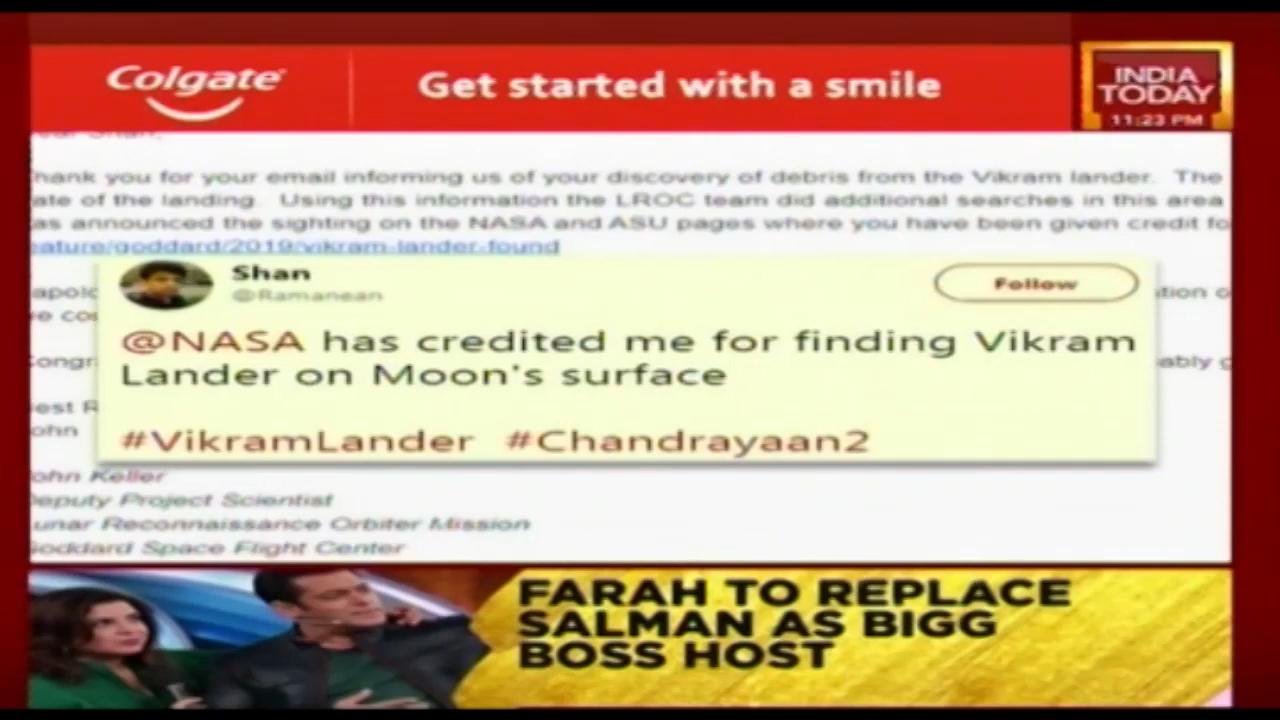 Colgate
Get started with a smile
INDIA
TODAY
11:23 PM
hank you for your email informing us of your discovery of debris from the Vikram lander. The
ate of the landing. Using this information the LROC team did additional searches in this area
as announced the sighting on the NASA and ASU pages where you have been given credit fo
eature/goddard/2019/vikram-lander-found
Shan
@Ramanean
Follow
@NASA has credited me for finding Vikram
Lander on Moon's surface
#VikramLander #Chandrayaan2
ohn
ohn Keller
eputy Project Scientist
unar Reconnaissance Orbiter Mission
oddard Space Flight Center
FARAH TO REPLACE
SALMAN AS BIGG
BOSS HOST